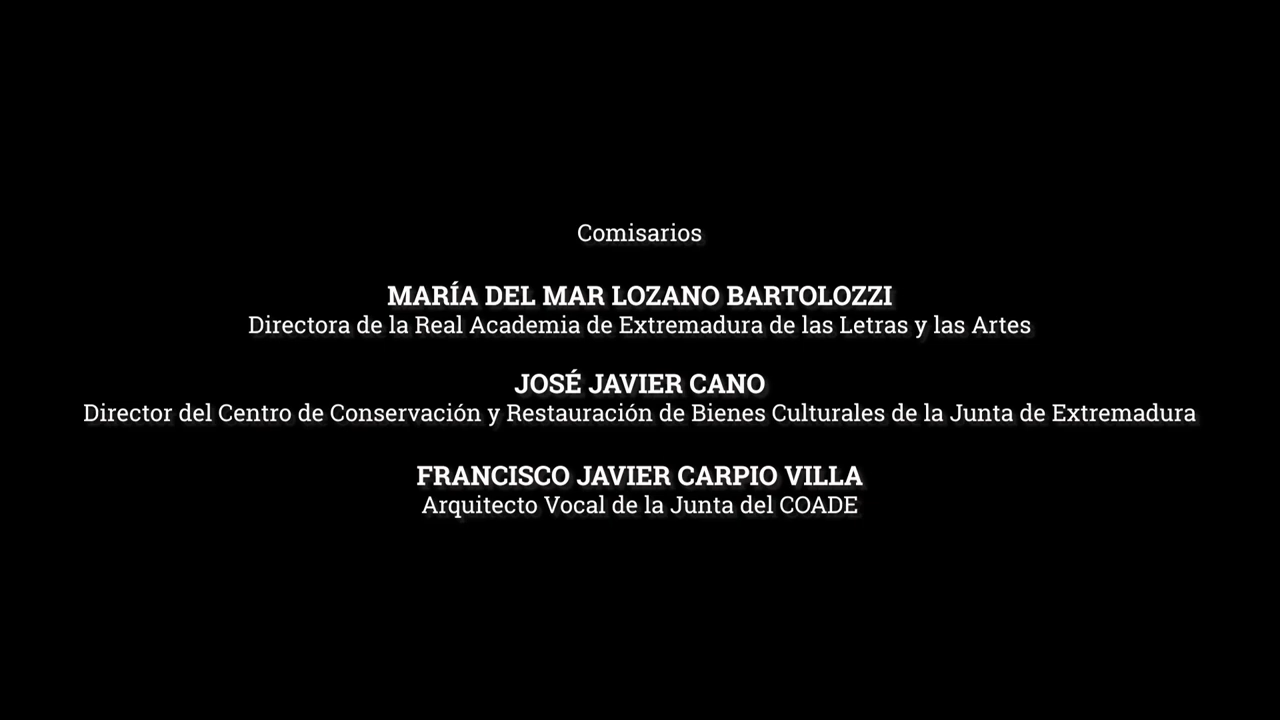 Comisarios
MARÍA DEL MAR LOZANO BARTOLOZZI
Directora de la Real Academia de Extremadura de las Letras y las Artes
JOSÉ JAVIER CANO
Director del Centro de Conservación y Restauración de Bienes Culturales de la Junta de Extremadura
FRANCISCO JAVIER CARPIO VILLA
Arquitecto Vocal de la Junta del COADE